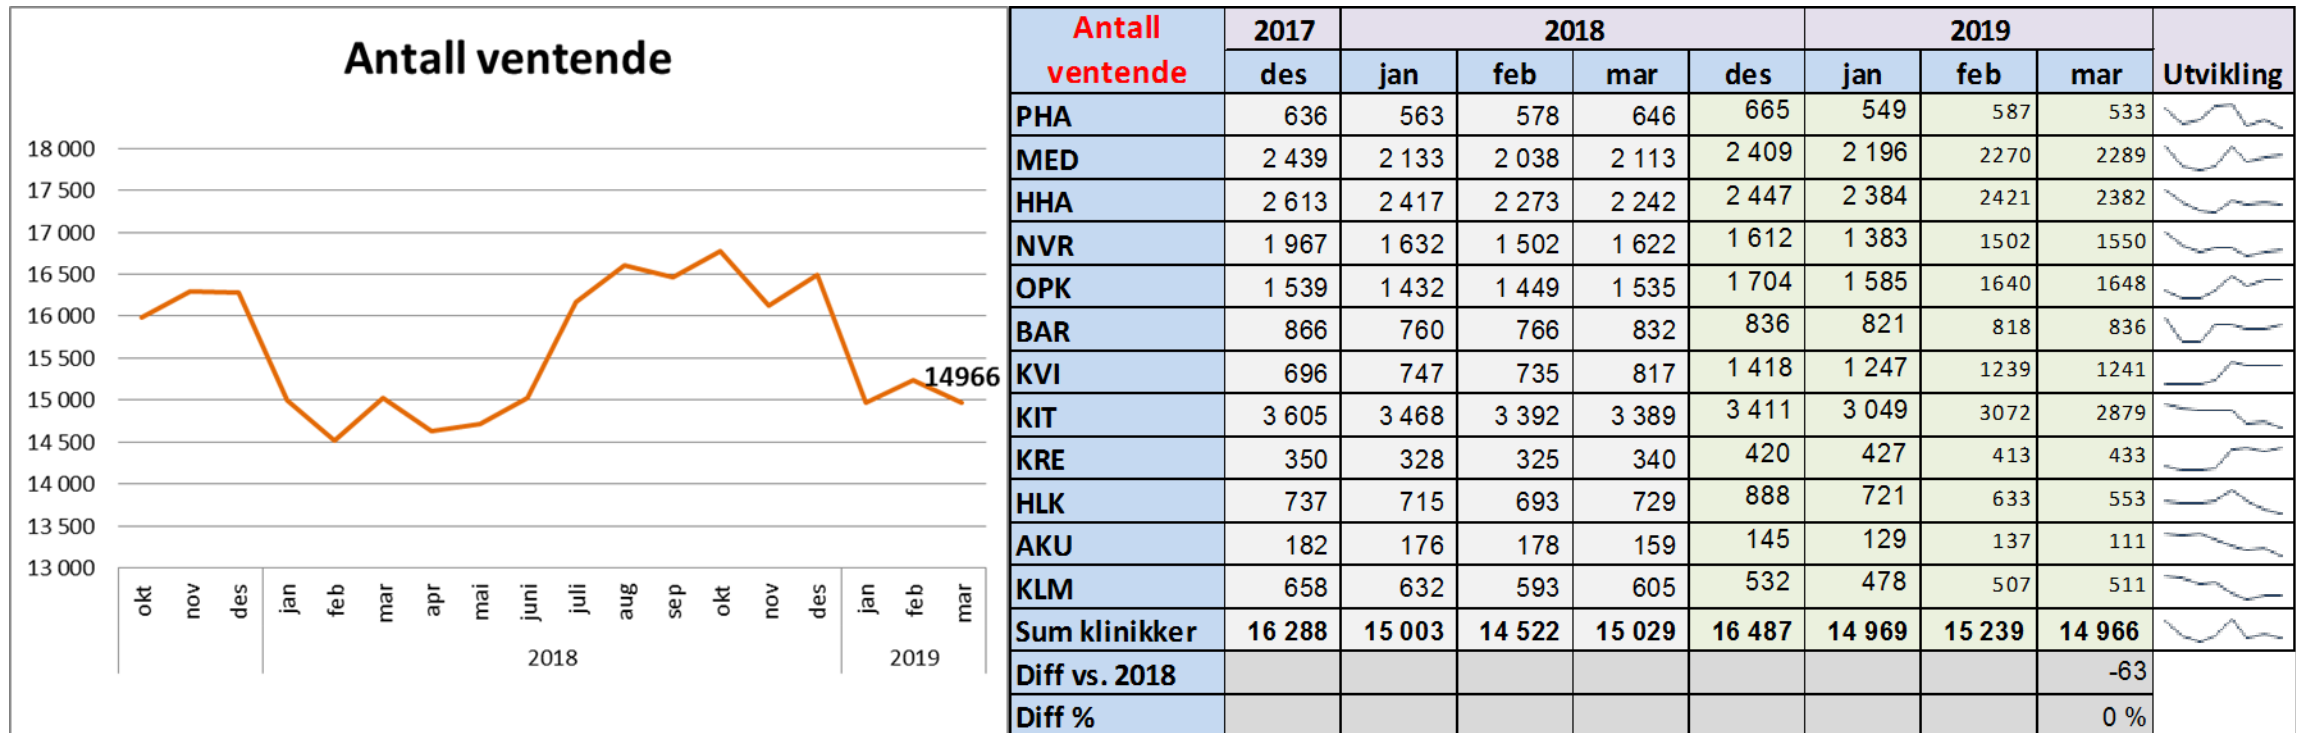 Antall ventende
18 000
17 500
17 000
16 500
16 000
15 500
15 000
14 500
14 000
13 500
13 000
14966
okt nov des jan feb mar apr mai juni juli aug sep okt nov des jan feb mar
2018 2019
Antall ventende 2017 2018 2019 Utvikling
des jan feb mar des jan feb mar
PHA 636 563 578 646 665 549 587 533
MED 2 439 2 133 2 038 2 113 2 409 2 196 2270 2289
HHA 2 613 2 417 2 273 2 242 2 447 2 384 2421 2382
NVR 1 967 1 632 1 502 1 622 1 612 1 383 1502 1550
OPK 1 539 1 432 1 449 1 535 1 704 1 585 1640 1648
BAR 866 760 766 832 836 821 818 836
KVI 696 747 735 817 1 418 1 247 1239 1241
KIT 3 605 3 468 3 392 3 389 3 411 3 049 3072 2879
KRE 350 328 325 340 420 427 413 433
HLK 737 715 693 729 888 721 633 553
AKU 182 176 178 159 145 129 137 111
KLM 658 632 593 605 532 478 507 511
Sum klinikker 16 288 15 003 14 522 15 029 16 487 14 969 15 239 14 966
Diff vs. 2018 -63
Diff % 0 %